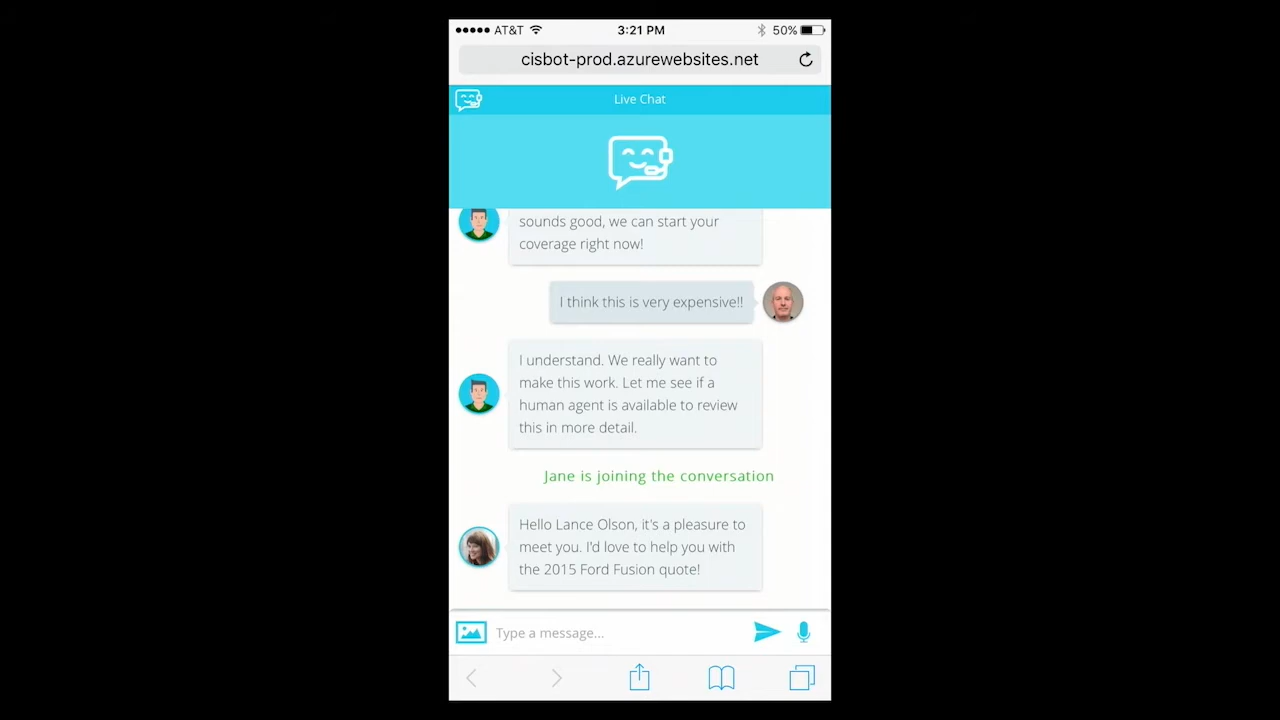 AT&T 3:21 PM 50%
cisbot-prod.azurewebsites.net
Live Chat
sounds good, we can start your
coverage right now!
I think this is very expensive!!
I understand. We really want to
make this work. Let me see if a
human agent is available to review
this in more detail.
Jane is joining the conversation
Hello Lance Olson, it's a pleasure to
meet you. I'd love to help you with
the 2015 Ford Fusion quote!
Type a message...